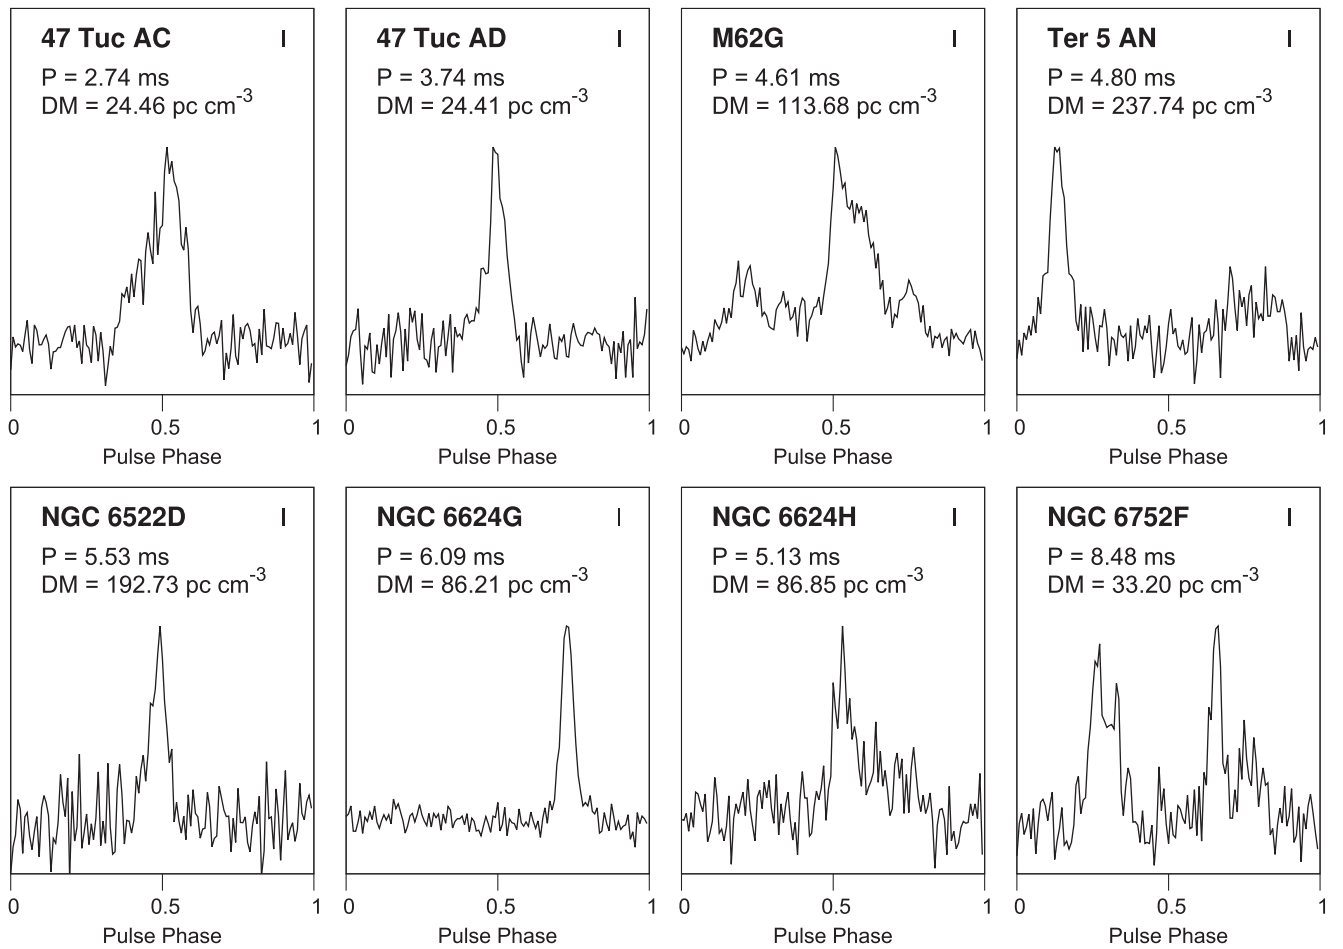 47 Tuc AC
P = 2.74 ms
DM = 24.46 pc cm-3
0 0.5 1
Pulse Phase
47 Tuc AD
P = 3.74 ms
DM = 24.41 pc cm-3
0 0.5 1
Pulse Phase
M62G
P = 4.61 ms
DM = 113.68 pc cm-3
0 0.5 1
Pulse Phase
Ter 5 AN
P = 4.80 ms
DM = 237.74 pc cm-3
0 0.5 1
Pulse Phase
NGC 6522D
P = 5.53 ms
DM = 192.73 pc cm-3
0 0.5 1
Pulse Phase
NGC 6624G
P = 6.09 ms
DM = 86.21 pc cm-3
0 0.5 1
Pulse Phase
NGC 6624H
P = 5.13 ms
DM = 86.85 pc cm-3
0 0.5 1
Pulse Phase
NGC 6752F
P = 8.48 ms
DM = 33.20 pc cm-3
0 0.5 1
Pulse Phase